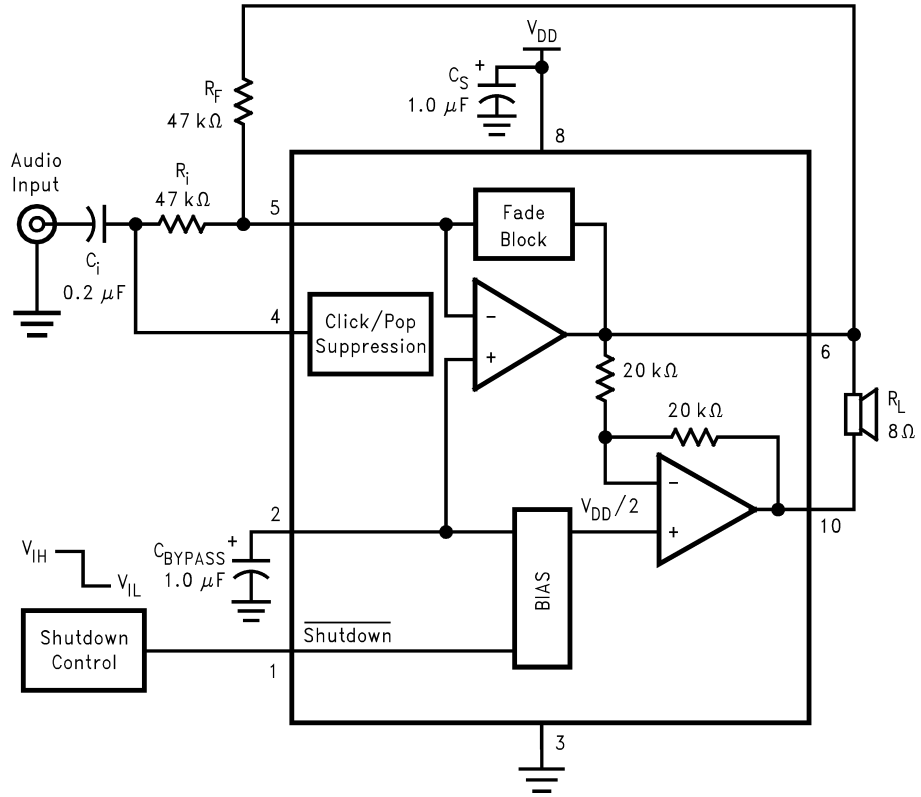 V_DD
C_S +
1.0 μF
8
R_F
47 kΩ
Audio
Input
R_i
47 kΩ
5
C_i
0.2 μF
Fade
Block
4
Click/Pop
Suppression
−
+
6
20 kΩ
20 kΩ
R_L
8Ω
−
+
V_DD/2
10
2
+
C_BYPASS
1.0 μF
BIAS
V_IH
V_IL
Shutdown
Control
Shutdown
1
3